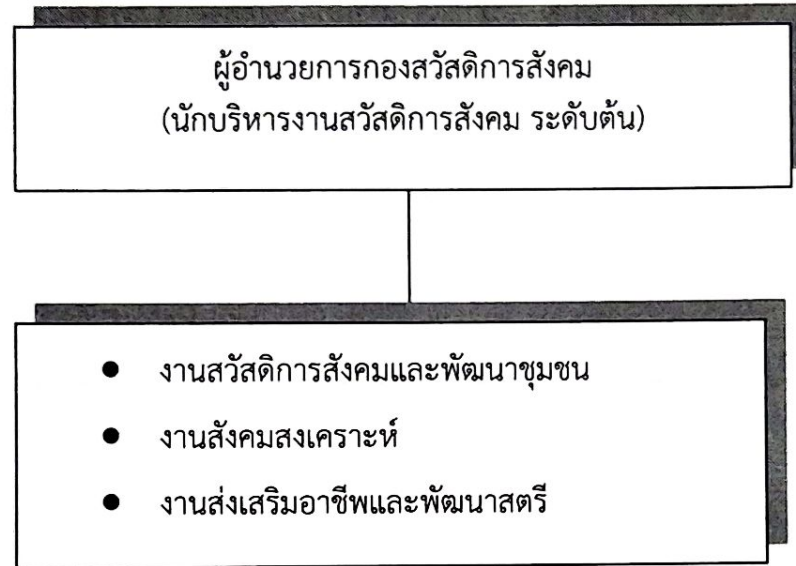 ผู้อำนวยการกองสวัสดิการสังคม
(นักบริหารงานสวัสดิการสังคม ระดับต้น)
● งานสวัสดิการสังคมและพัฒนาชุมชน
● งานสังคมสงเคราะห์
● งานส่งเสริมอาชีพและพัฒนาสตรี